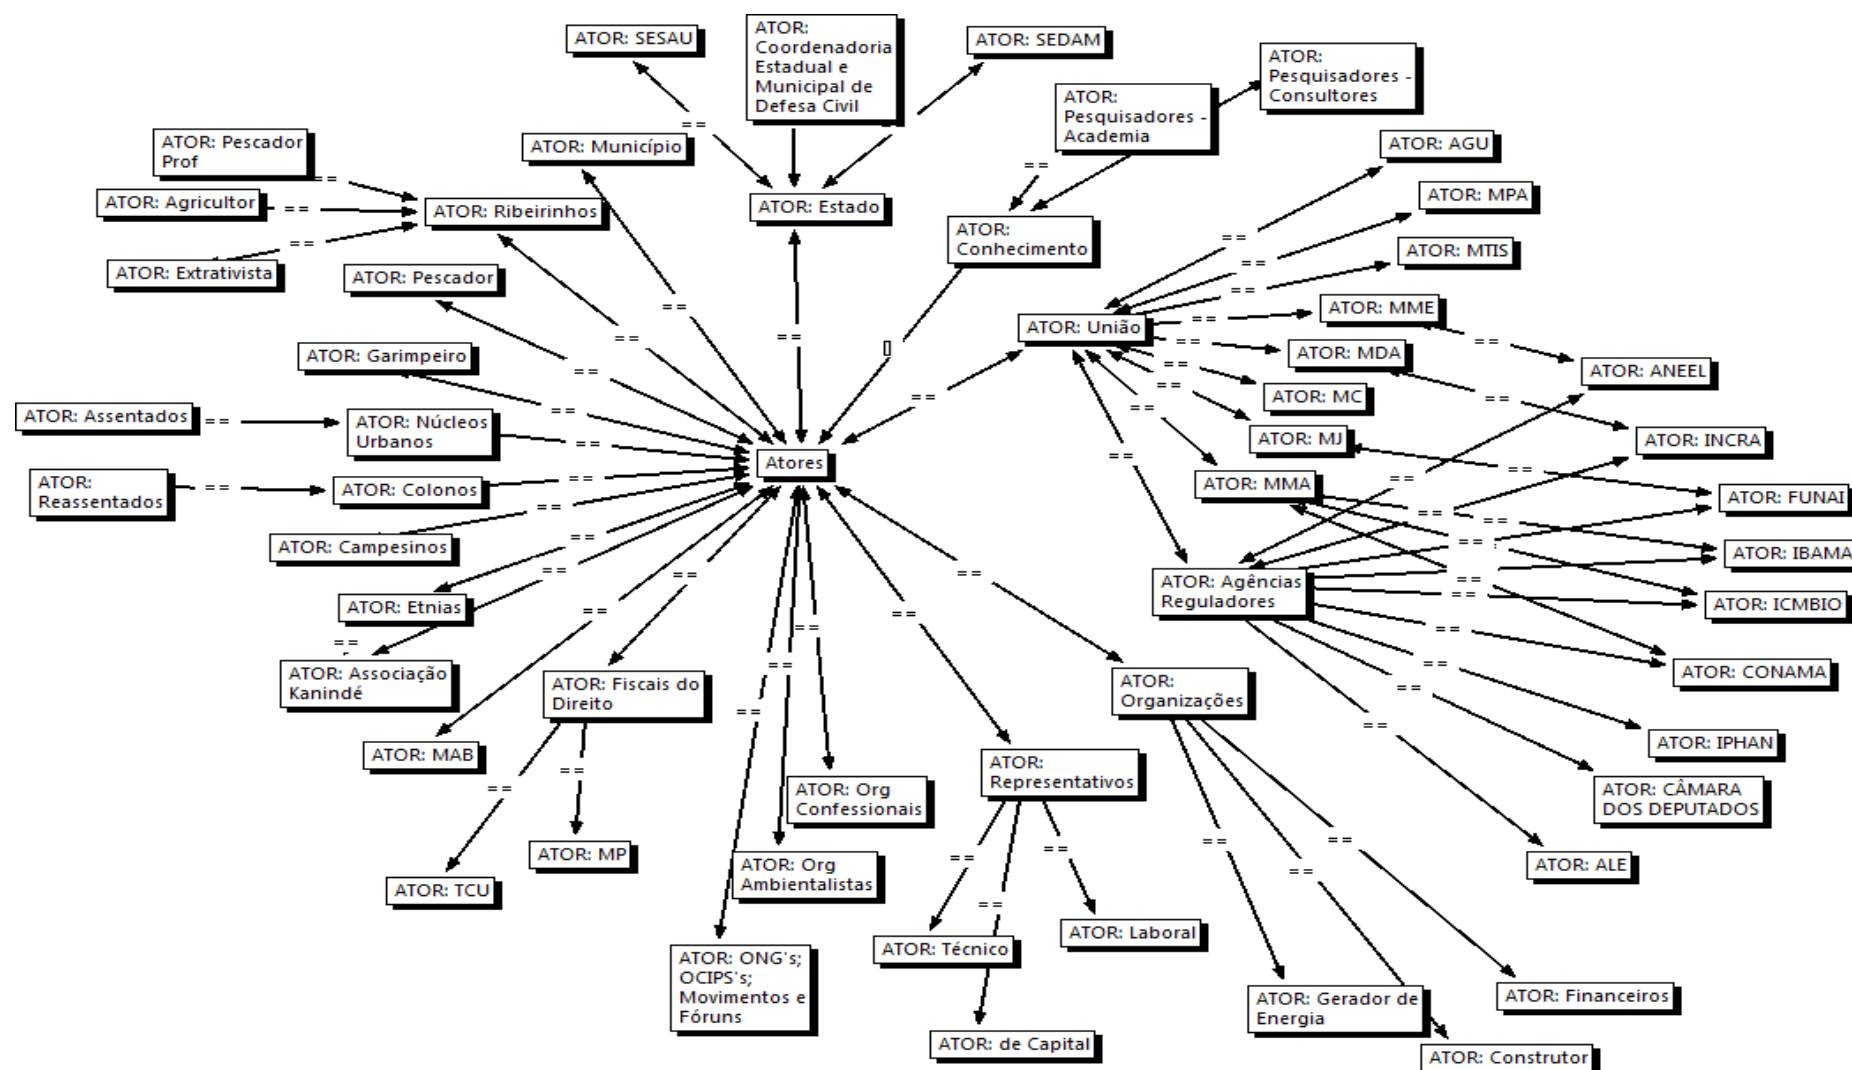 ATOR: SESAU
ATOR:
Coordenadoria
Estadual e
Municipal de
Defesa Civil
ATOR: SEDAM
ATOR:
Pesquisadores -
Consultores
ATOR:
Pesquisadores -
Academia
ATOR: Pescador
Prof
ATOR: Município
ATOR: AGU
ATOR: Agricultor
ATOR: Ribeirinhos
ATOR: Estado
ATOR: MPA
ATOR:
Conhecimento
ATOR: MTIS
ATOR: Extrativista
ATOR: Pescador
ATOR: MME
ATOR: União
ATOR: Garimpeiro
ATOR: MDA
ATOR: ANEEL
ATOR: MC
ATOR: Assentados
ATOR: Núcleos
Urbanos
ATOR: MJ
ATOR: INCRA
Atores
ATOR:
Reassentados
ATOR: Colonos
ATOR: MMA
ATOR: FUNAI
ATOR: Campesinos
ATOR: IBAMA
ATOR: Agências
Reguladores
ATOR: Etnias
ATOR: ICMBIO
ATOR: Associação
Kanindé
ATOR: Fiscais do
Direito
ATOR:
Organizações
ATOR: CONAMA
ATOR: MAB
ATOR:
Representativos
ATOR: IPHAN
ATOR: Org
Confessionais
ATOR: CÂMARA
DOS DEPUTADOS
ATOR: MP
ATOR: Org
Ambientalistas
ATOR: ALE
ATOR: TCU
ATOR: Laboral
ATOR: Técnico
ATOR: ONG's;
OCIPS's;
Movimentos e
Fóruns
ATOR: Gerador de
Energia
ATOR: Financeiros
ATOR: de Capital
ATOR: Construtor